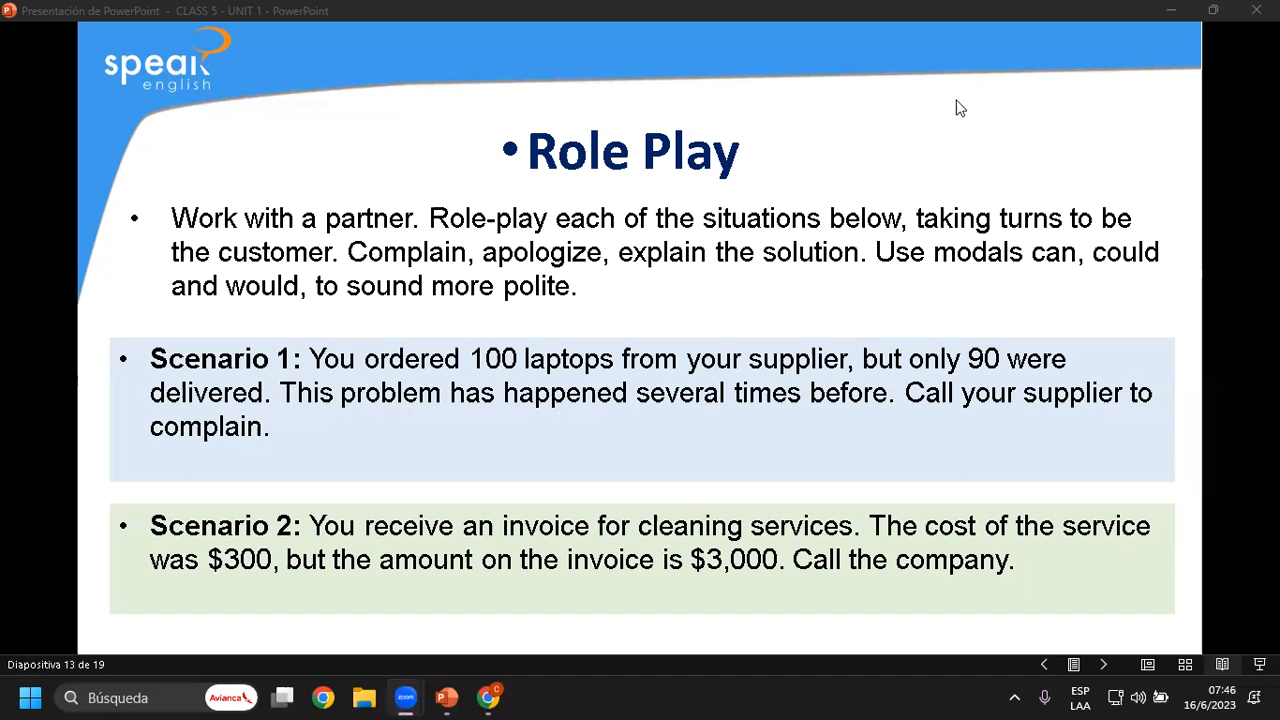 Presentación de PowerPoint - CLASS 5 - UNIT 1 - PowerPoint
speak
english
• Role Play
• Work with a partner. Role-play each of the situations below, taking turns to be
the customer. Complain, apologize, explain the solution. Use modals can, could
and would, to sound more polite.
• Scenario 1: You ordered 100 laptops from your supplier, but only 90 were
delivered. This problem has happened several times before. Call your supplier to
complain.
• Scenario 2: You receive an invoice for cleaning services. The cost of the service
was $300, but the amount on the invoice is $3,000. Call the company.
Diapositiva 13 de 19
Búsqueda
Avianca
C
ESP
LAA
07:46
16/6/2023